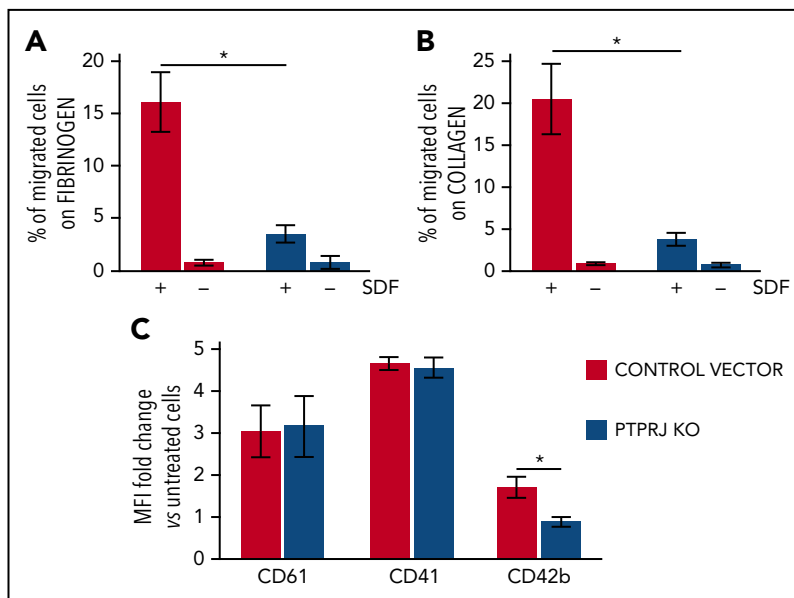 A
% of migrated cells
on FIBRINOGEN
20
15
10
5
0
*
+ – + – SDF
B
% of migrated cells
on COLLAGEN
25
20
15
10
5
0
*
+ – + – SDF
C
MFI fold change
vs untreated cells
5
4
3
2
1
0
*
CD61 CD41 CD42b
CONTROL VECTOR
PTPRJ KO